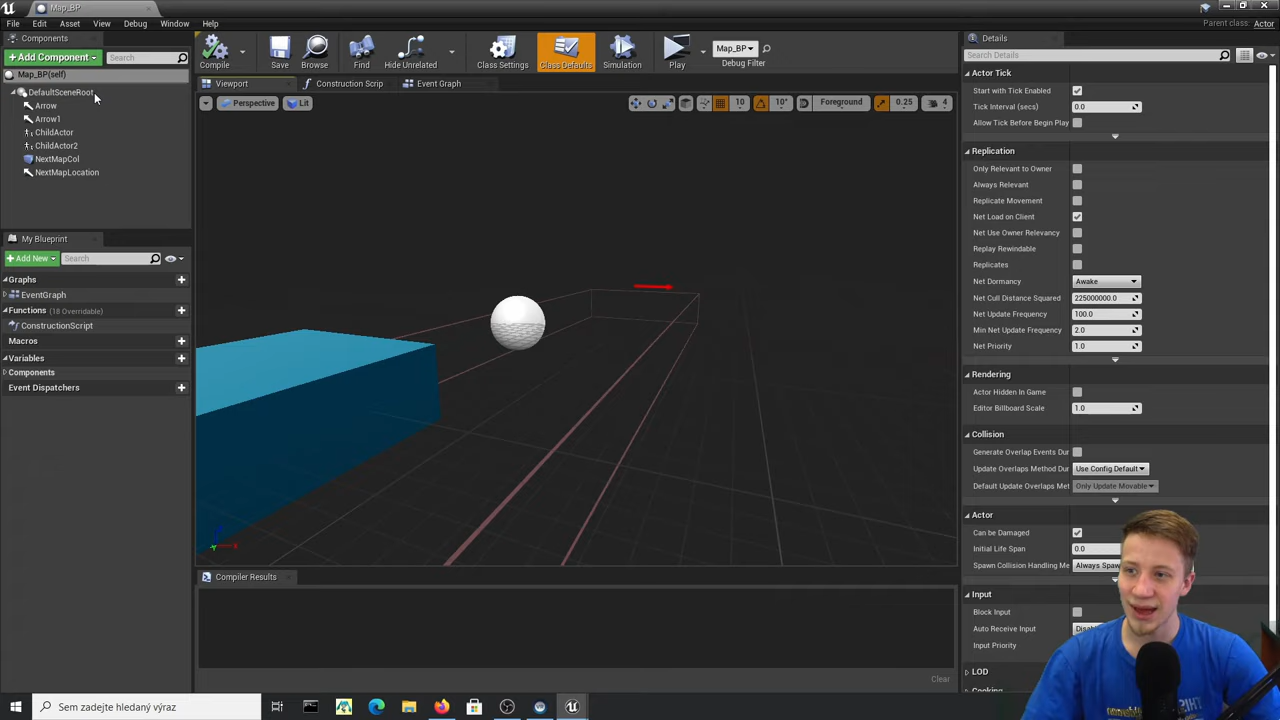 Map_BP
File Edit Asset View Debug Window Help
Parent class: Actor
Components
+Add Component
Search
Map_BP(self)
DefaultSceneRoot
Arrow
Arrow1
ChildActor
ChildActor2
NextMapCol
NextMapLocation
My Blueprint
+Add New
Search
Graphs
EventGraph
Functions (18 Overridable)
ConstructionScript
Macros
Variables
Components
Event Dispatchers
Compile
Save
Browse
Find
Hide Unrelated
Class Settings
Class Defaults
Simulation
Play
Map_BP
Debug Filter
Viewport
Construction Scrip
Event Graph
Perspective
Lit
10
10°
Foreground
0.25
4
Compiler Results
Clear
Details
Search Details
Actor Tick
Start with Tick Enabled
Tick Interval (secs) 0.0
Allow Tick Before Begin Play
Replication
Only Relevant to Owner
Always Relevant
Replicate Movement
Net Load on Client
Net Use Owner Relevancy
Replay Rewindable
Replicates
Net Dormancy Awake
Net Cull Distance Squared 225000000.0
Net Update Frequency 100.0
Min Net Update Frequency 2.0
Net Priority 1.0
Rendering
Actor Hidden In Game
Editor Billboard Scale 1.0
Collision
Generate Overlap Events Dur
Update Overlaps Method Dur Use Config Default
Default Update Overlaps Met Only Update Movable
Actor
Can be Damaged
Initial Life Span 0.0
Spawn Collision Handling Me Always Spaw
Input
Block Input
Auto Receive Input
Input Priority
LOD
Cooking
Sem zadejte hledaný výraz